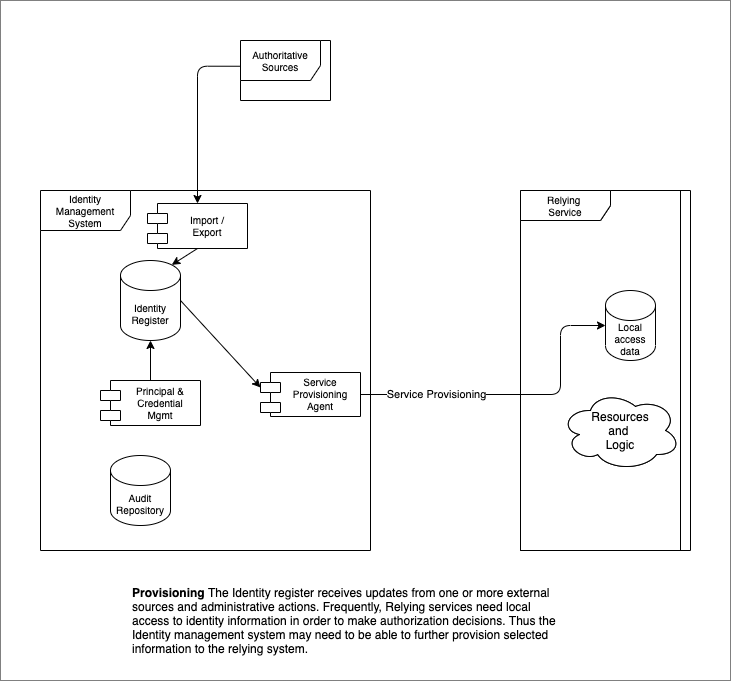 Authoritative
Sources
Identity
Management
System
Import /
Export
Relying
Service
Identity
Register
Local
access
data
Principal &
Credential
Mgmt
Service
Provisioning
Agent
Service Provisioning
Resources
and
Logic
Audit
Repository
Provisioning The Identity register receives updates from one or more external
sources and administrative actions. Frequently, Relying services need local
access to identity information in order to make authorization decisions. Thus the
Identity management system may need to be able to further provision selected
information to the relying system.